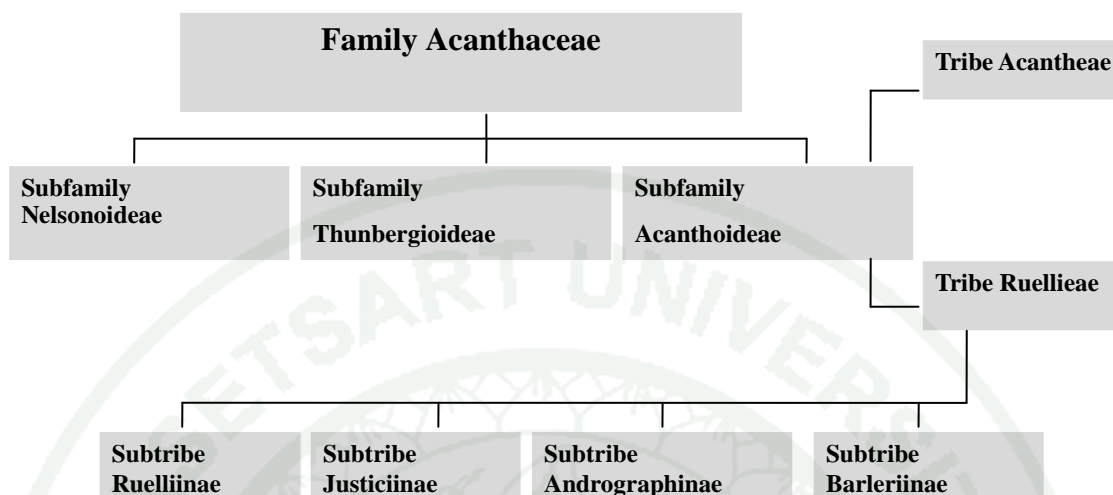 Family Acanthaceae
Tribe Acantheae
Subfamily
Nelsonoideae
Subfamily
Thunbergioideae
Subfamily
Acanthoideae
Tribe Ruellieae
Subtribe
Ruelliinae
Subtribe
Justiciinae
Subtribe
Andrographinae
Subtribe
Barleriinae